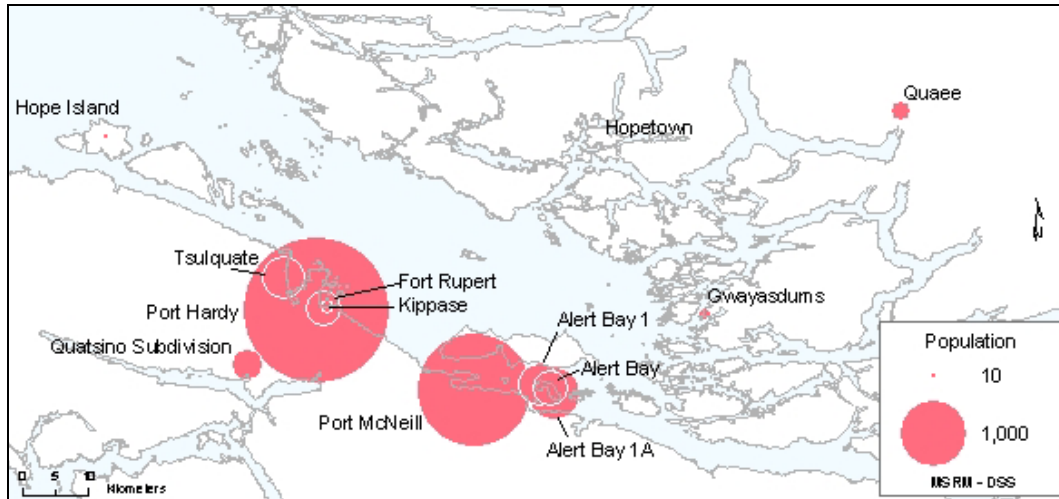 Hope Island
Quaee
Hopetown
Tsulquate
Fort Rupert
Kippase
Port Hardy
Gwayasdums
Alert Bay 1
Quatsino Subdivision
Alert Bay
Port McNeill
Alert Bay 1A
Population
10
1,000
MSRM - DSS
0 5 10
Kilometers